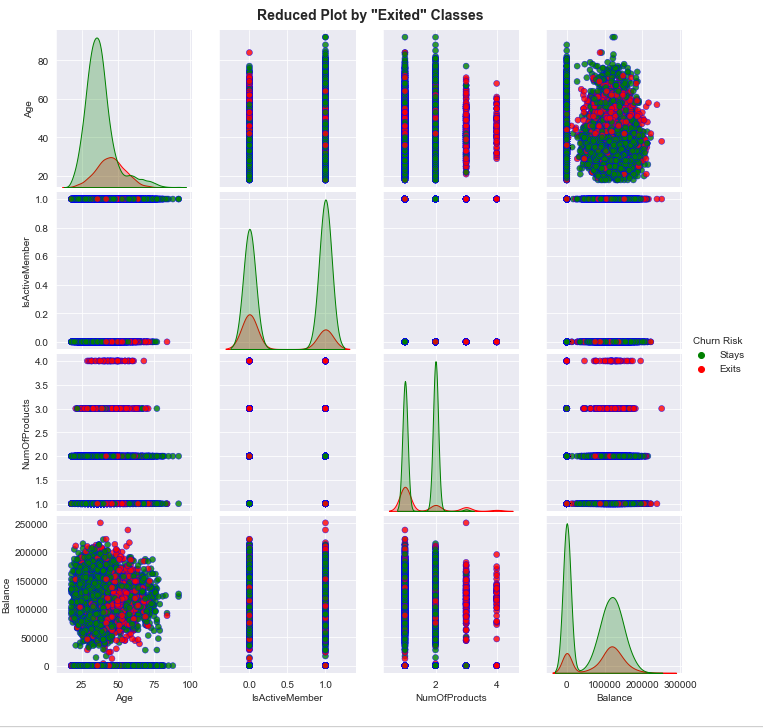 Reduced Plot by "Exited" Classes
80
60
40
20
Age
1.0
0.8
0.6
0.4
0.2
0.0
IsActiveMember
4.0
3.5
3.0
2.5
2.0
1.5
1.0
NumOfProducts
250000
200000
150000
100000
50000
0
Balance
25 50 75 100
Age
0.0 0.5 1.0
IsActiveMember
2 4
NumOfProducts
0 100000 200000 300000
Balance
Churn Risk
Stays
Exits